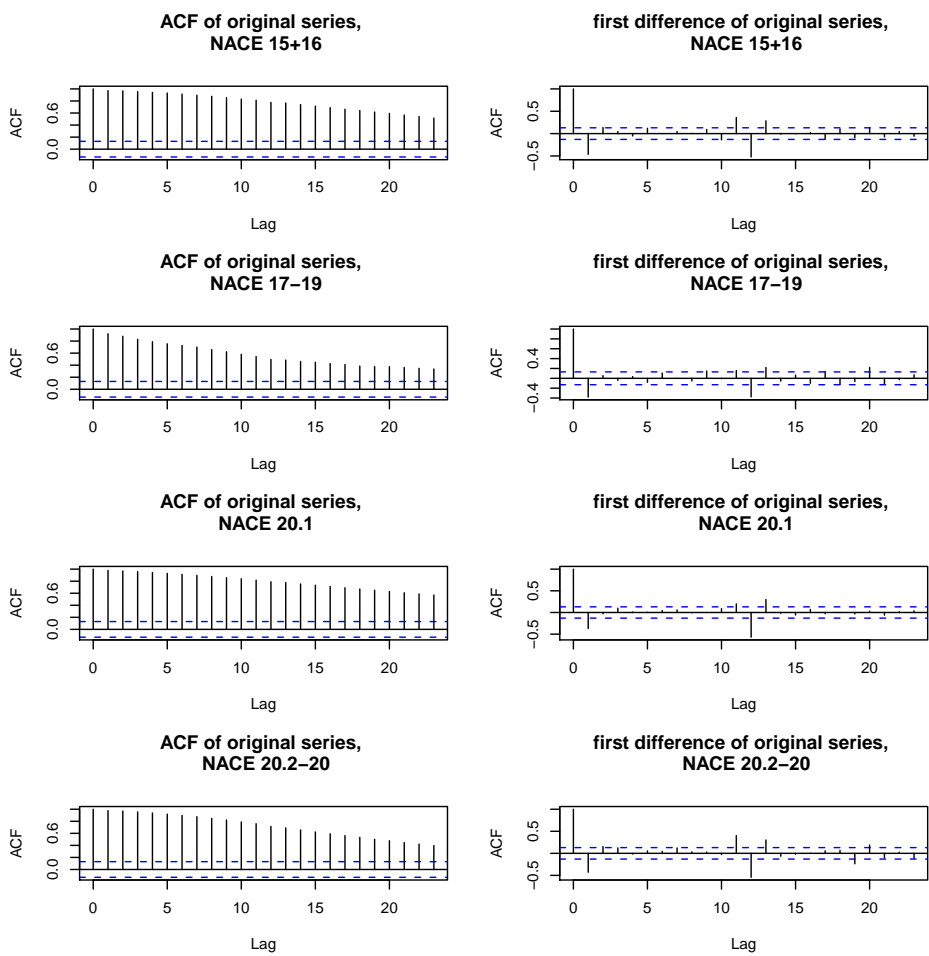 ACF of original series,
NACE 15+16
ACF
0.0
0.6
0
5
10
15
20
Lag
first difference of original series,
NACE 15+16
ACF
−0.5
0.5
0
5
10
15
20
Lag
ACF of original series,
NACE 17−19
ACF
0.0
0.6
0
5
10
15
20
Lag
first difference of original series,
NACE 17−19
ACF
−0.4
0.4
0
5
10
15
20
Lag
ACF of original series,
NACE 20.1
ACF
0.0
0.6
0
5
10
15
20
Lag
first difference of original series,
NACE 20.1
ACF
−0.5
0.5
0
5
10
15
20
Lag
ACF of original series,
NACE 20.2−20
ACF
0.0
0.6
0
5
10
15
20
Lag
first difference of original series,
NACE 20.2−20
ACF
−0.5
0.5
0
5
10
15
20
Lag